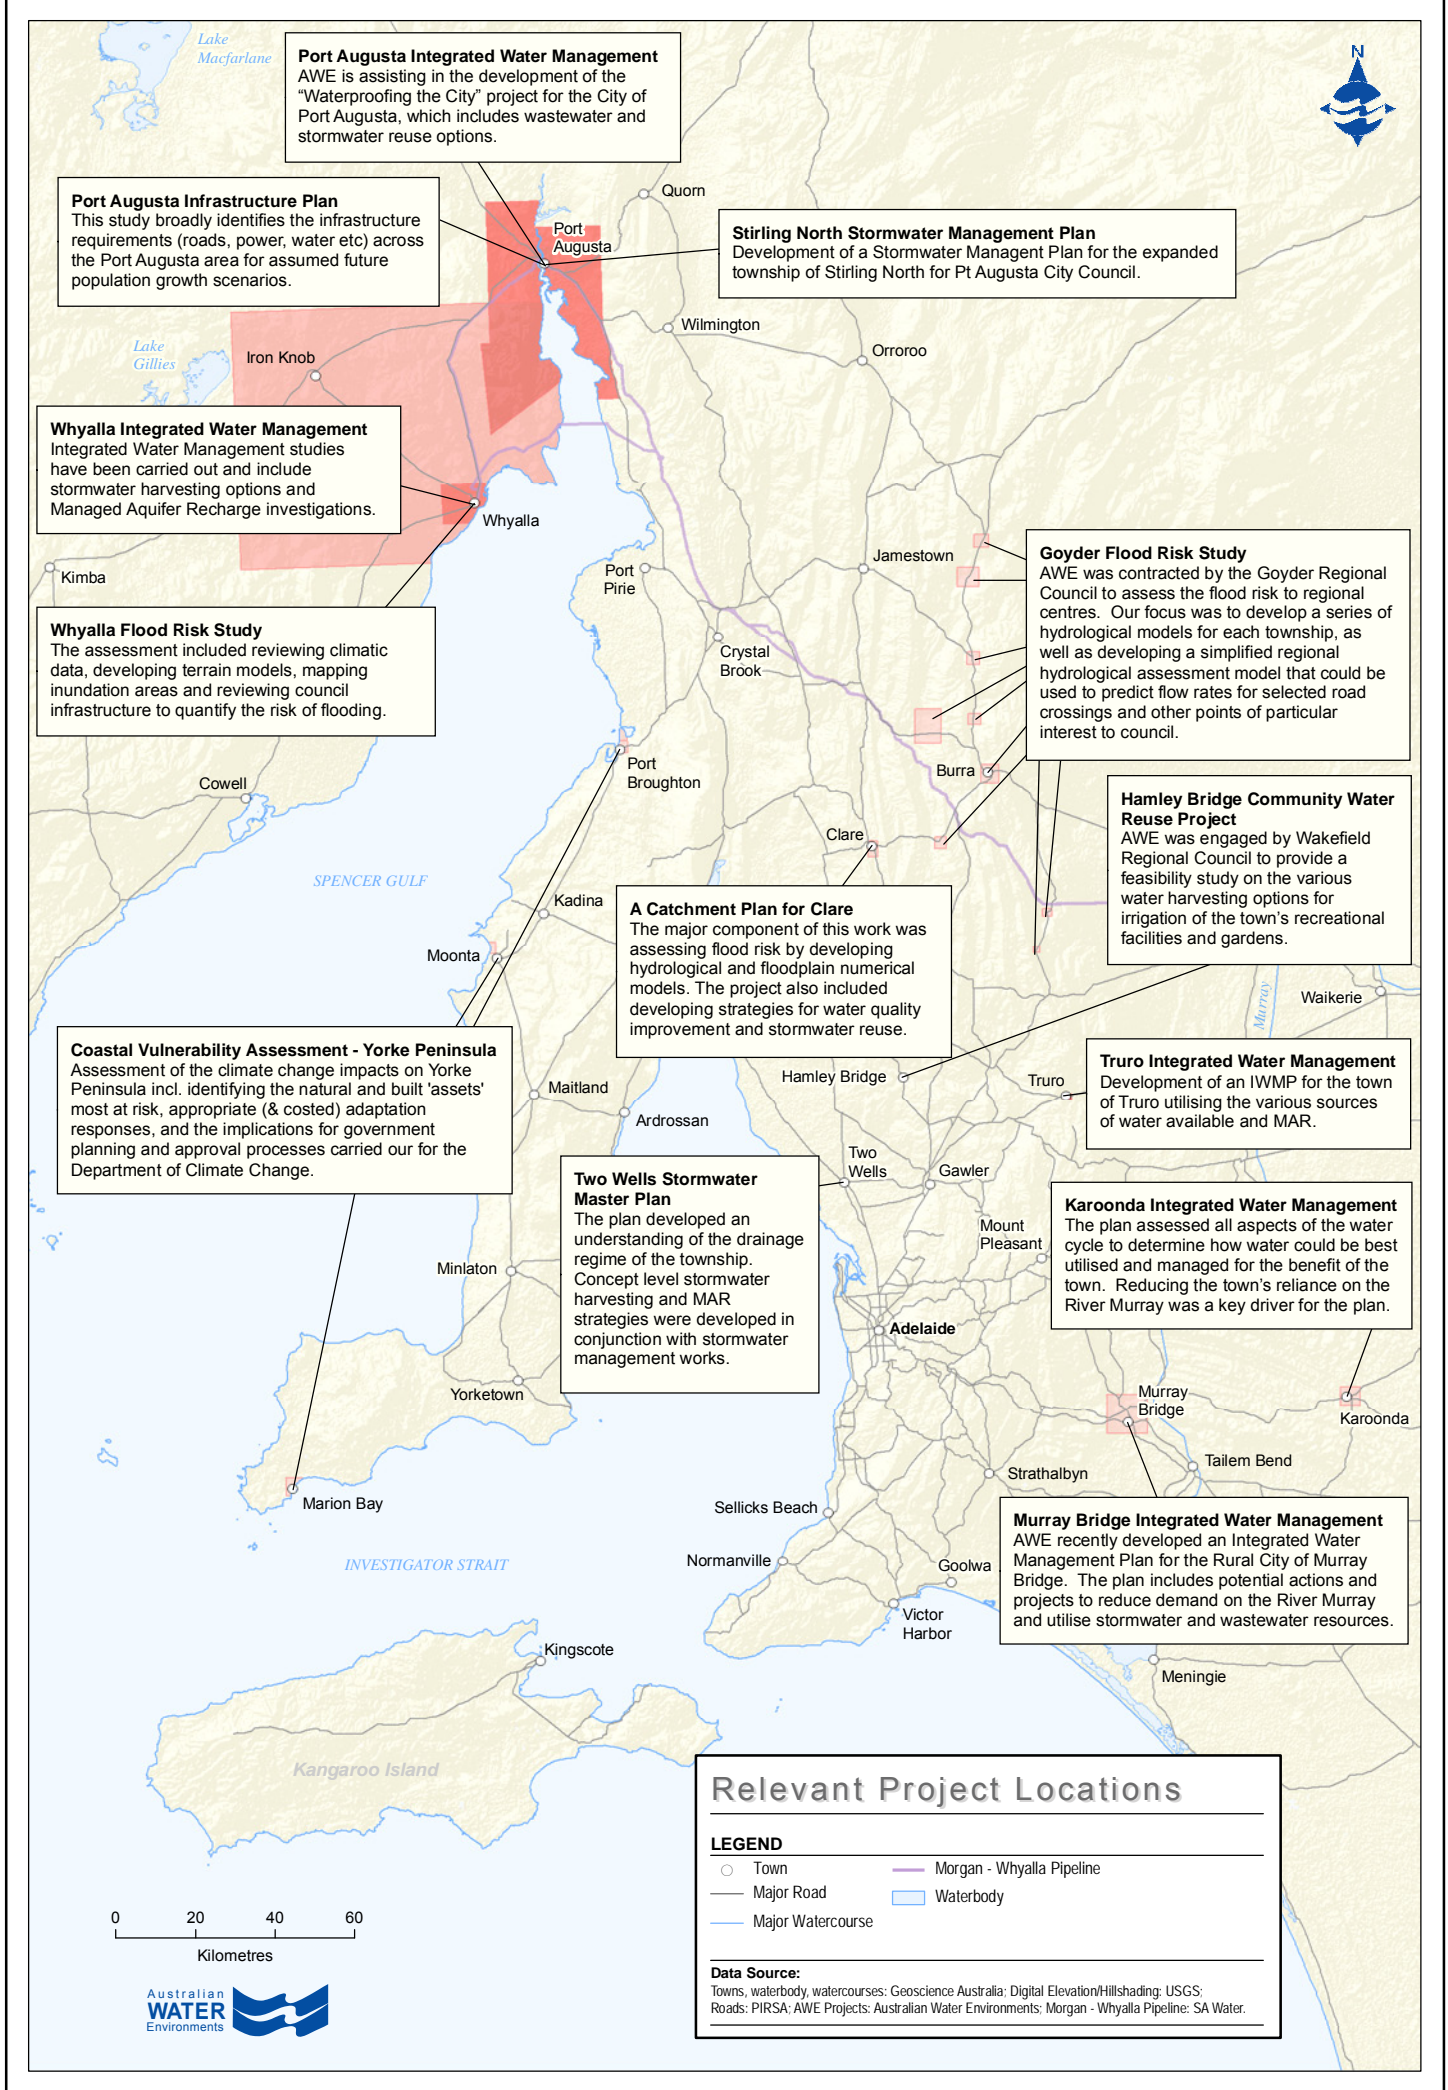 N
Lake
Macfarlane
Port Augusta Integrated Water Management
AWE is assisting in the development of the
“Waterproofing the City” project for the City of
Port Augusta, which includes wastewater and
stormwater reuse options.
Port Augusta Infrastructure Plan
This study broadly identifies the infrastructure
requirements (roads, power, water etc) across
the Port Augusta area for assumed future
population growth scenarios.
Quorn
Port
Augusta
Stirling North Stormwater Management Plan
Development of a Stormwater Managent Plan for the expanded
township of Stirling North for Pt Augusta City Council.
Wilmington
Orroroo
Lake
Gillies
Iron Knob
Whyalla Integrated Water Management
Integrated Water Management studies
have been carried out and include
stormwater harvesting options and
Managed Aquifer Recharge investigations.
Whyalla
Kimba
Port
Pirie
Jamestown
Goyder Flood Risk Study
AWE was contracted by the Goyder Regional
Council to assess the flood risk to regional
centres.  Our focus was to develop a series of
hydrological models for each township, as
well as developing a simplified regional
hydrological assessment model that could be
used to predict flow rates for selected road
crossings and other points of particular
interest to council.
Whyalla Flood Risk Study
The assessment included reviewing climatic
data, developing terrain models, mapping
inundation areas and reviewing council
infrastructure to quantify the risk of flooding.
Crystal
Brook
Port
Broughton
Burra
Cowell
Hamley Bridge Community Water
Reuse Project
AWE was engaged by Wakefield
Regional Council to provide a
feasibility study on the various
water harvesting options for
irrigation of the town’s recreational
facilities and gardens.
Clare
SPENCER GULF
Kadina
A Catchment Plan for Clare
The major component of this work was
assessing flood risk by developing
hydrological and floodplain numerical
models. The project also included
developing strategies for water quality
improvement and stormwater reuse.
Moonta
Murray
Waikerie
Coastal Vulnerability Assessment - Yorke Peninsula
Assessment of the climate change impacts on Yorke
Peninsula incl. identifying the natural and built 'assets'
most at risk, appropriate (& costed) adaptation
responses, and the implications for government
planning and approval processes carried our for the
Department of Climate Change.
Maitland
Ardrossan
Hamley Bridge
Truro
Truro Integrated Water Management
Development of an IWMP for the town
of Truro utilising the various sources
of water available and MAR.
Two
Wells
Gawler
Two Wells Stormwater
Master Plan
The plan developed an
understanding of the drainage
regime of the township.
Concept level stormwater
harvesting and MAR
strategies were developed in
conjunction with stormwater
management works.
Karoonda Integrated Water Management
The plan assessed all aspects of the water
cycle to determine how water could be best
utilised and managed for the benefit of the
town.  Reducing the town’s reliance on the
River Murray was a key driver for the plan.
Mount
Pleasant
Minlaton
Adelaide
Yorketown
Murray
Bridge
Karoonda
Tailem Bend
Strathalbyn
Marion Bay
Sellicks Beach
Murray Bridge Integrated Water Management
AWE recently developed an Integrated Water
Management Plan for the Rural City of Murray
Bridge.  The plan includes potential actions and
projects to reduce demand on the River Murray
and utilise stormwater and wastewater resources.
Normanville
INVESTIGATOR STRAIT
Goolwa
Victor
Harbor
Kingscote
Meningie
Kangaroo Island
Relevant Project Locations
LEGEND
Town
Morgan - Whyalla Pipeline
Major Road
Waterbody
Major Watercourse
0 20 40 60
Kilometres
Data Source:
Towns, waterbody, watercourses: Geoscience Australia; Digital Elevation/Hillshading: USGS;
Roads: PIRSA; AWE Projects: Australian Water Environments; Morgan - Whyalla Pipeline: SA Water.
Australian
WATER
Environments